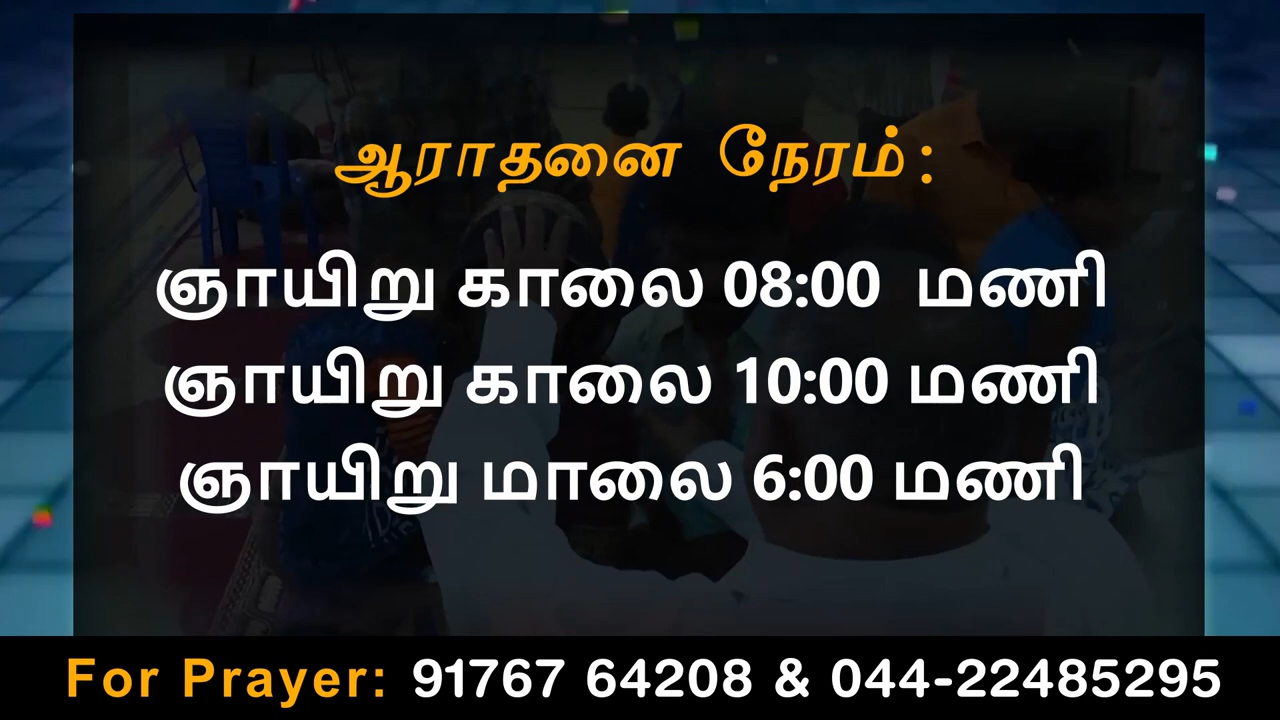 ஆராதனை நேரம்:
ஞாயிறு காலை 08:00 மணி
ஞாயிறு காலை 10:00 மணி
ஞாயிறு மாலை 6:00 மணி
For Prayer: 91767 64208 & 044-22485295